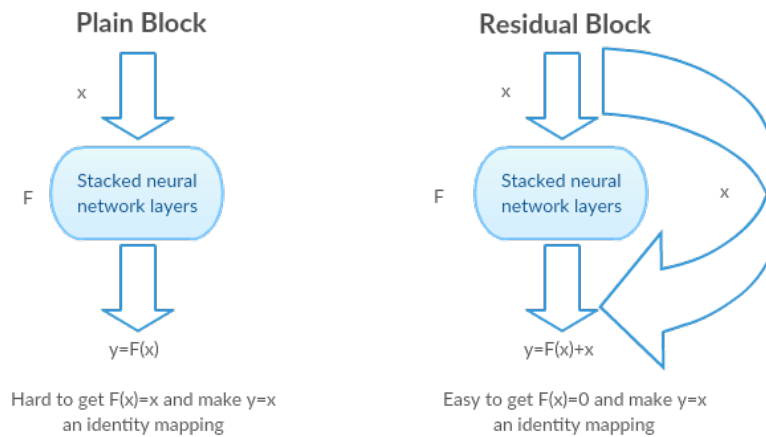 Plain Block
x
F
Stacked neural
network layers
y=F(x)
Hard to get F(x)=x and make y=x
an identity mapping
Residual Block
x
F
Stacked neural
network layers
x
y=F(x)+x
Easy to get F(x)=0 and make y=x
an identity mapping